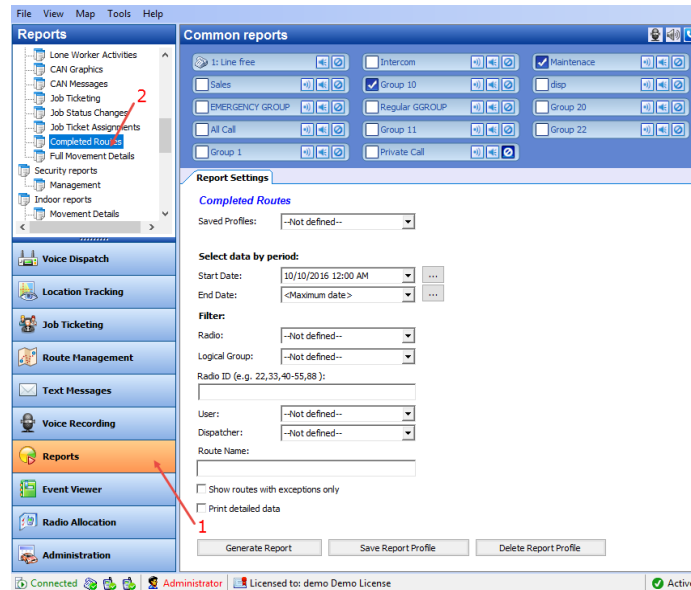 File View Map Tools Help
Reports
Common reports
Lone Worker Activities
CAN Graphics
CAN Messages
Job Ticketing
Job Status Changes
Job Ticket Assignments
Completed Routes
Full Movement Details
Security reports
Management
Indoor reports
Movement Details
2
1: Line free
Intercom
Maintenace
Sales
Group 10
disp
EMERGENCY GROUP
Regular GGROUP
Group 20
All Call
Group 11
Group 22
Group 1
Private Call
Voice Dispatch
Location Tracking
Job Ticketing
Route Management
Text Messages
Voice Recording
Reports
Event Viewer
Radio Allocation
Administration
1
Report Settings
Completed Routes
Saved Profiles: --Not defined--
Select data by period:
Start Date: 10/10/2016 12:00 AM ...
End Date: <Maximum date> ...
Filter:
Radio: --Not defined--
Logical Group: --Not defined--
Radio ID (e.g. 22,33,40-55,88 ):
User: --Not defined--
Dispatcher: --Not defined--
Route Name:
Show routes with exceptions only
Print detailed data
Generate Report Save Report Profile Delete Report Profile
Connected Administrator Licensed to: demo Demo License Active